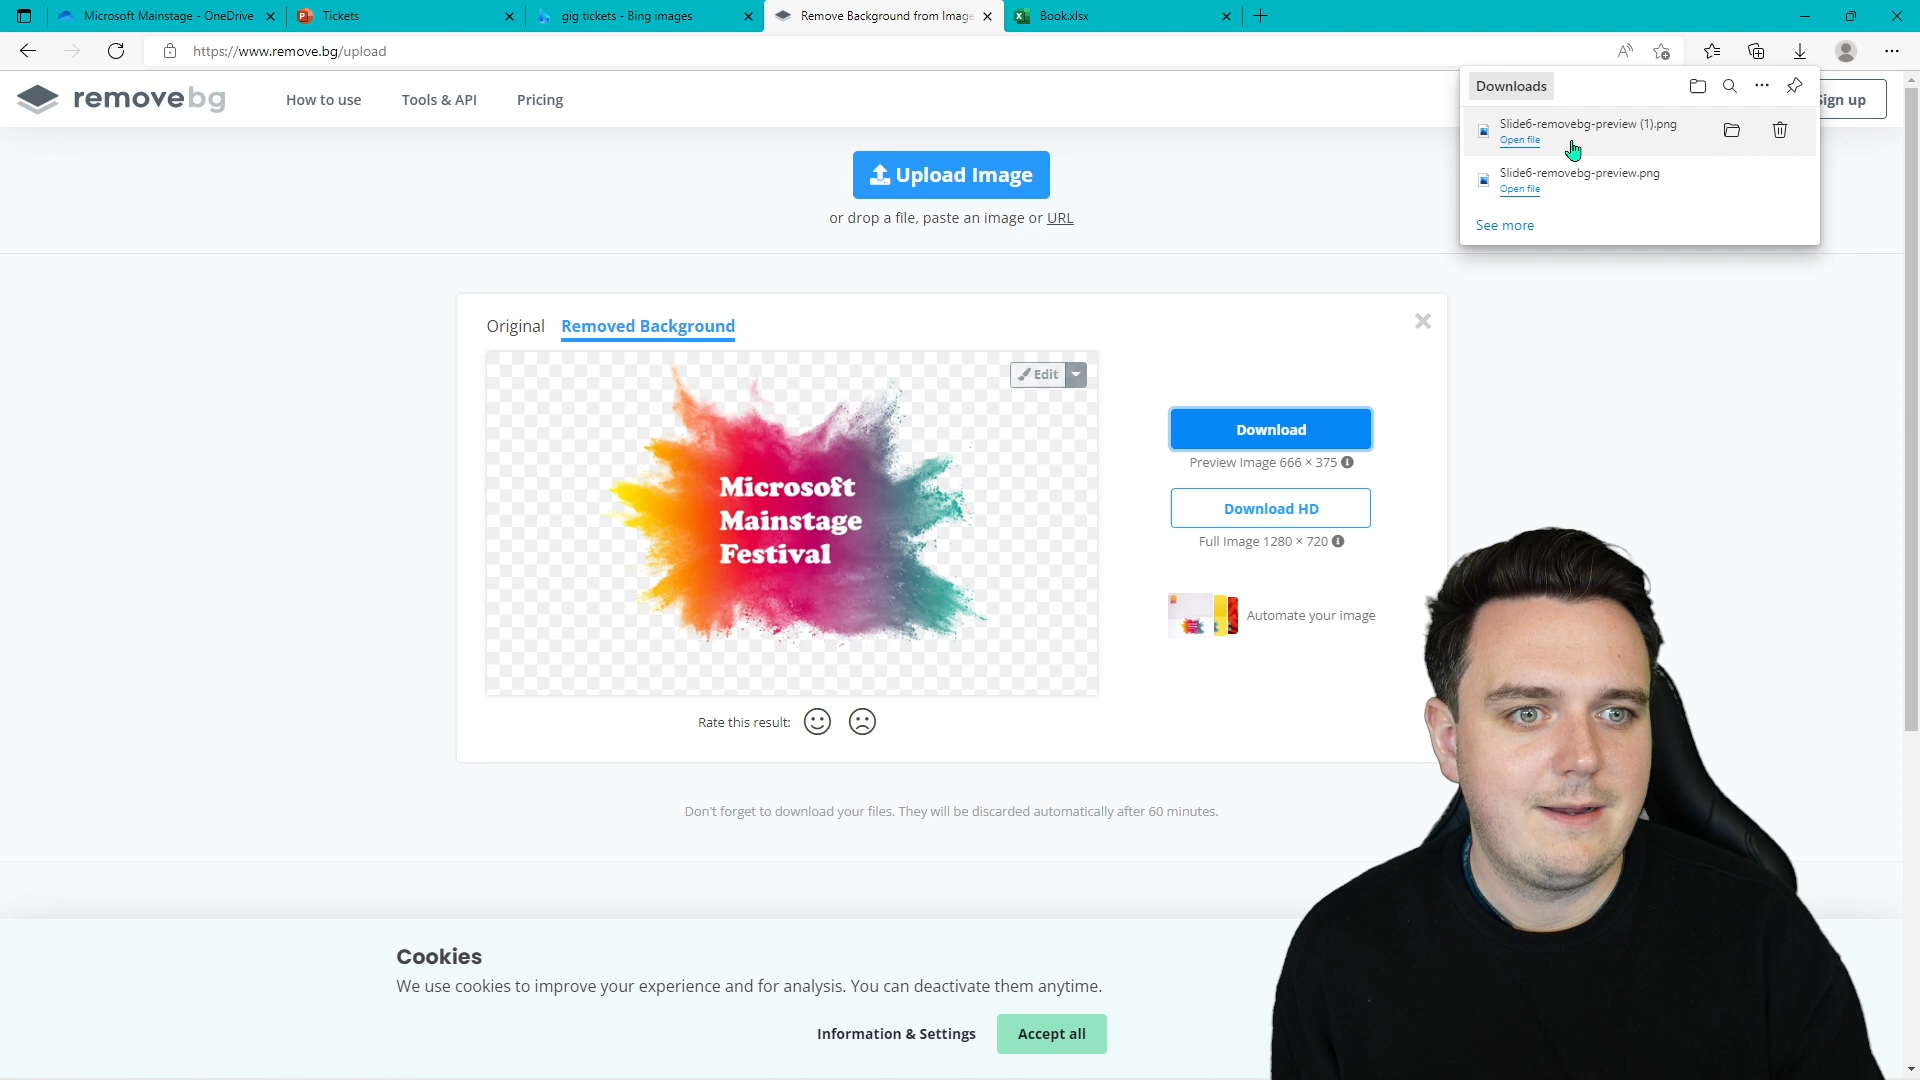 Microsoft Mainstage - OneDrive
Tickets
gig tickets - Bing images
Remove Background from Image
Book.xlsx
https://www.remove.bg/upload
removebg
How to use
Tools & API
Pricing
Sign up
Downloads
Slide6-removebg-preview (1).png
Open file
Slide6-removebg-preview.png
Open file
See more
Upload Image
or drop a file, paste an image or URL
Original
Removed Background
Edit
Microsoft
Mainstage
Festival
Download
Preview Image 666 × 375
Download HD
Full Image 1280 × 720
Automate your image
Rate this result:
Don't forget to download your files. They will be discarded automatically after 60 minutes.
Cookies
We use cookies to improve your experience and for analysis. You can deactivate them anytime.
Information & Settings
Accept all